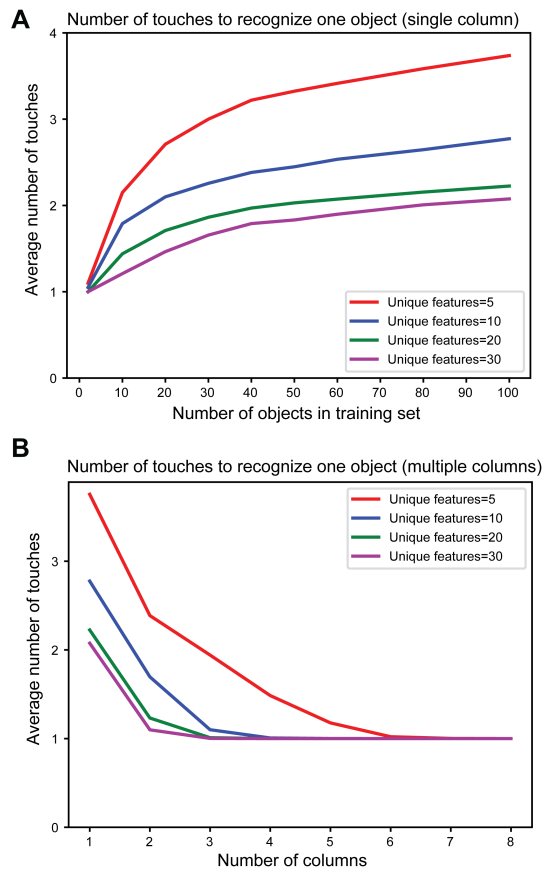 A
Number of touches to recognize one object (single column)
4
3
2
1
0
Average number of touches
Unique features=5
Unique features=10
Unique features=20
Unique features=30
0 10 20 30 40 50 60 70 80 90 100
Number of objects in training set
B
Number of touches to recognize one object (multiple columns)
3
2
1
0
Average number of touches
Unique features=5
Unique features=10
Unique features=20
Unique features=30
1 2 3 4 5 6 7 8
Number of columns